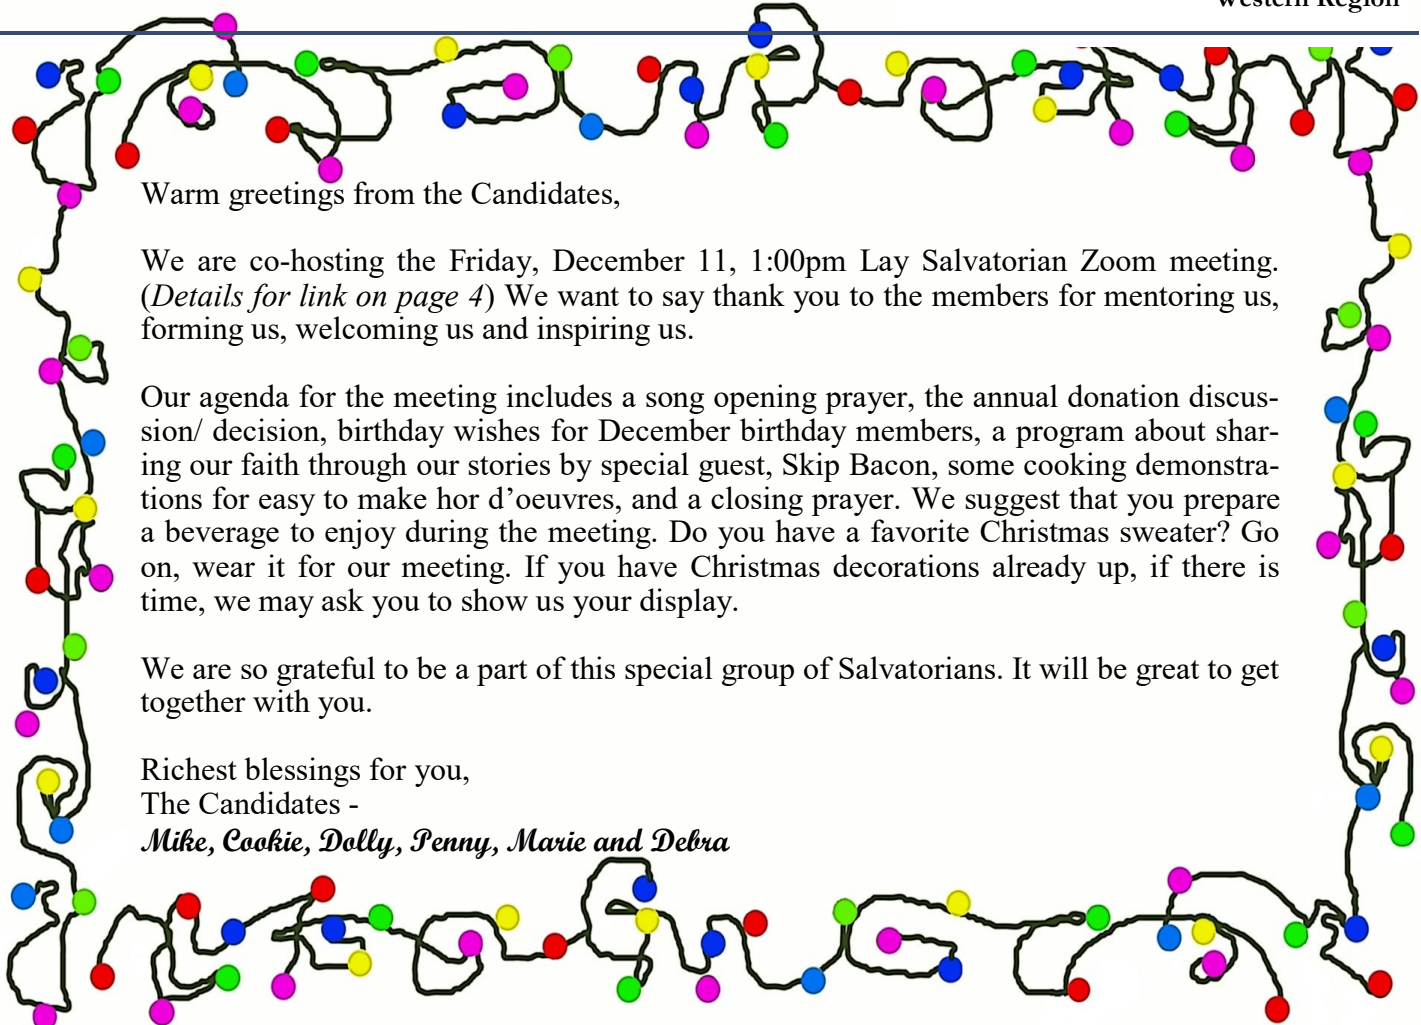 Western Region
Warm greetings from the Candidates,
We are co-hosting the Friday, December 11, 1:00pm Lay Salvatorian Zoom meeting.
(Details for link on page 4) We want to say thank you to the members for mentoring us,
forming us, welcoming us and inspiring us.
Our agenda for the meeting includes a song opening prayer, the annual donation discus-
sion/ decision, birthday wishes for December birthday members, a program about shar-
ing our faith through our stories by special guest, Skip Bacon, some cooking demonstra-
tions for easy to make hor d’oeuvres, and a closing prayer. We suggest that you prepare
a beverage to enjoy during the meeting. Do you have a favorite Christmas sweater? Go
on, wear it for our meeting. If you have Christmas decorations already up, if there is
time, we may ask you to show us your display.
We are so grateful to be a part of this special group of Salvatorians. It will be great to get
together with you.
Richest blessings for you,
The Candidates -
Mike, Cookie, Dolly, Penny, Marie and Debra